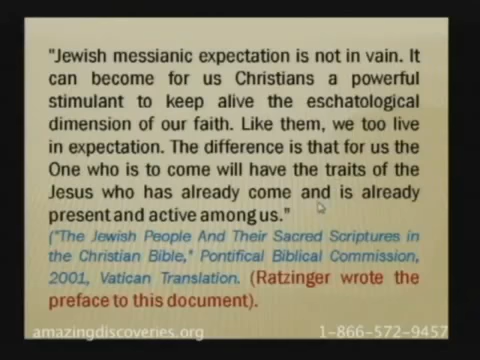 "Jewish messianic expectation is not in vain. It
can become for us Christians a powerful
stimulant to keep alive the eschatological
dimension of our faith. Like them, we too live
in expectation. The difference is that for us the
One who is to come will have the traits of the
Jesus who has already come and is already
present and active among us."
("The Jewish People And Their Sacred Scriptures in
the Christian Bible," Pontifical Biblical Commission,
2001, Vatican Translation. (Ratzinger wrote the
preface to this document).
amazingdiscoveries.org 1-866-572-9457